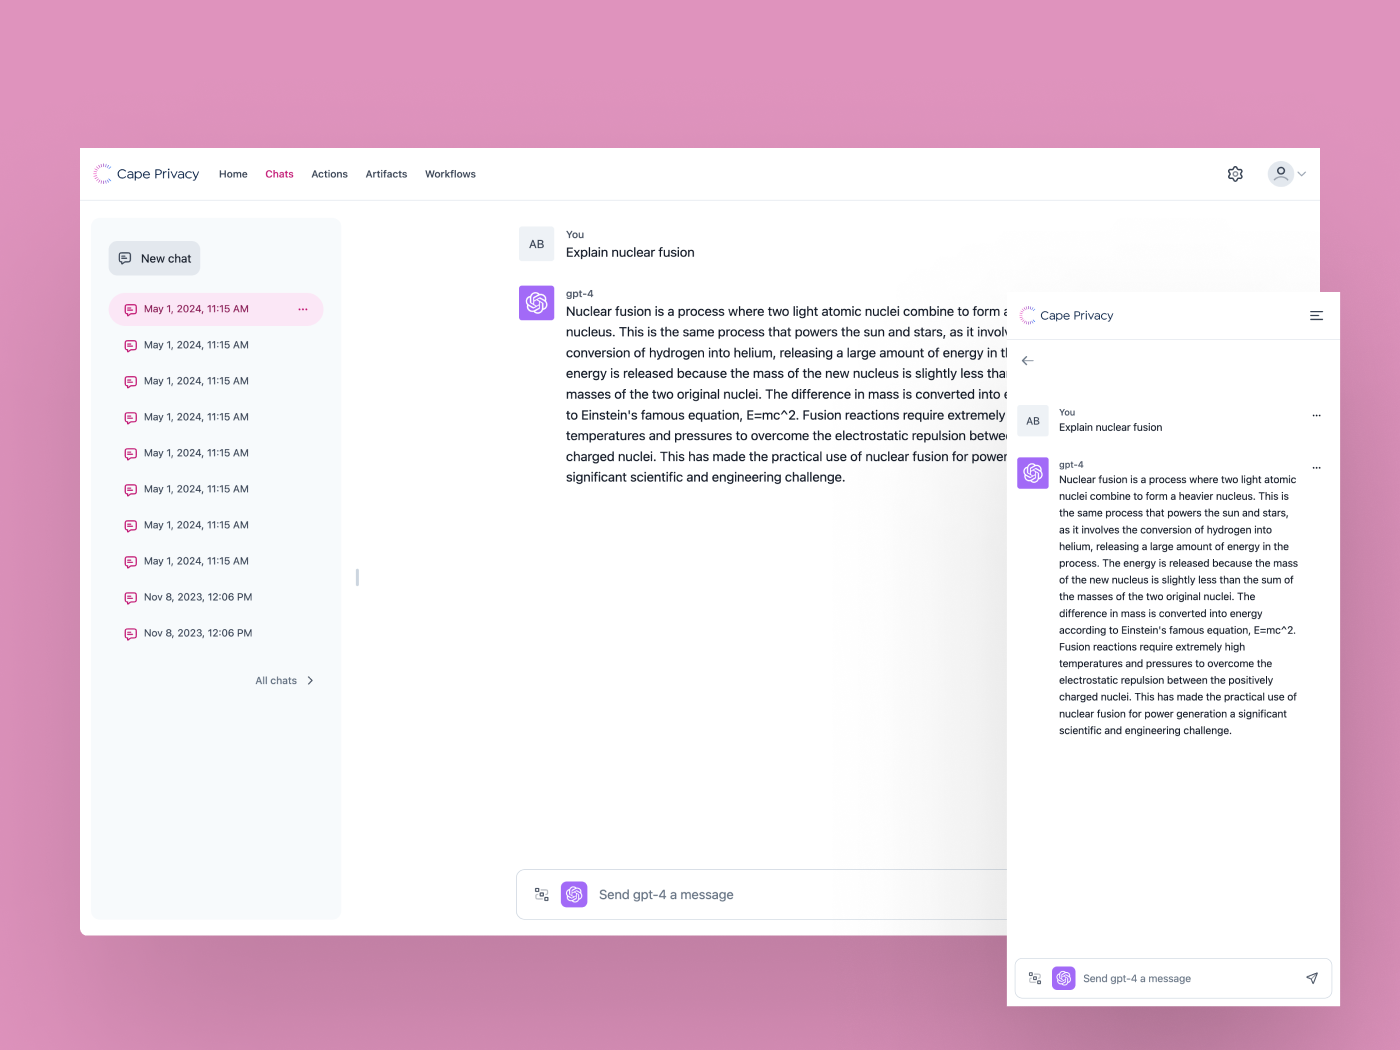 Cape Privacy Home Chats Actions Artifacts Workflows
New chat
May 1, 2024, 11:15 AM
May 1, 2024, 11:15 AM
May 1, 2024, 11:15 AM
May 1, 2024, 11:15 AM
May 1, 2024, 11:15 AM
May 1, 2024, 11:15 AM
May 1, 2024, 11:15 AM
May 1, 2024, 11:15 AM
Nov 8, 2023, 12:06 PM
Nov 8, 2023, 12:06 PM
All chats
AB
You
Explain nuclear fusion
gpt-4
Nuclear fusion is a process where two light atomic nuclei combine to form
nucleus. This is the same process that powers the sun and stars, as it
conversion of hydrogen into helium, releasing a large amount of energy in
energy is released because the mass of the new nucleus is slightly less
masses of the two original nuclei. The difference in mass is converted into
to Einstein's famous equation, E=mc^2. Fusion reactions require extremely
temperatures and pressures to overcome the electrostatic repulsion
charged nuclei. This has made the practical use of nuclear fusion for power
significant scientific and engineering challenge.
Send gpt-4 a message
Cape Privacy
AB
You
Explain nuclear fusion
gpt-4
Nuclear fusion is a process where two light atomic
nuclei combine to form a heavier nucleus. This is
the same process that powers the sun and stars,
as it involves the conversion of hydrogen into
helium, releasing a large amount of energy in the
process. The energy is released because the mass
of the new nucleus is slightly less than the sum of
the masses of the two original nuclei. The
difference in mass is converted into energy
according to Einstein's famous equation, E=mc^2.
Fusion reactions require extremely high
temperatures and pressures to overcome the
electrostatic repulsion between the positively
charged nuclei. This has made the practical use of
nuclear fusion for power generation a significant
scientific and engineering challenge.
Send gpt-4 a message